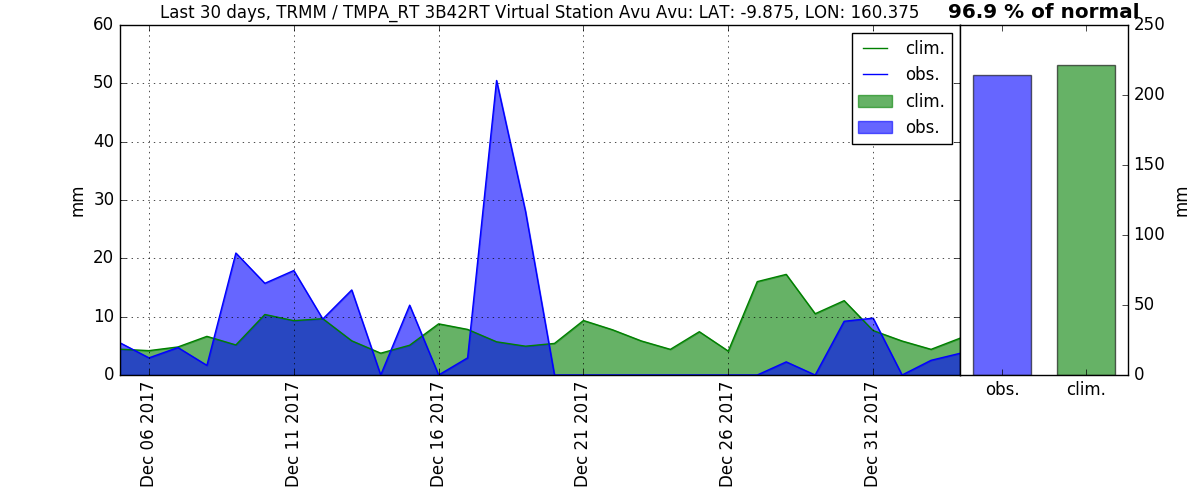 Last 30 days, TRMM / TMPA_RT 3B42RT Virtual Station Avu Avu: LAT: -9.875, LON: 160.375
96.9 % of normal
60
50
40
30
20
10
0
mm
clim.
obs.
clim.
obs.
Dec 06 2017
Dec 11 2017
Dec 16 2017
Dec 21 2017
Dec 26 2017
Dec 31 2017
250
200
150
100
50
0
mm
obs.
clim.